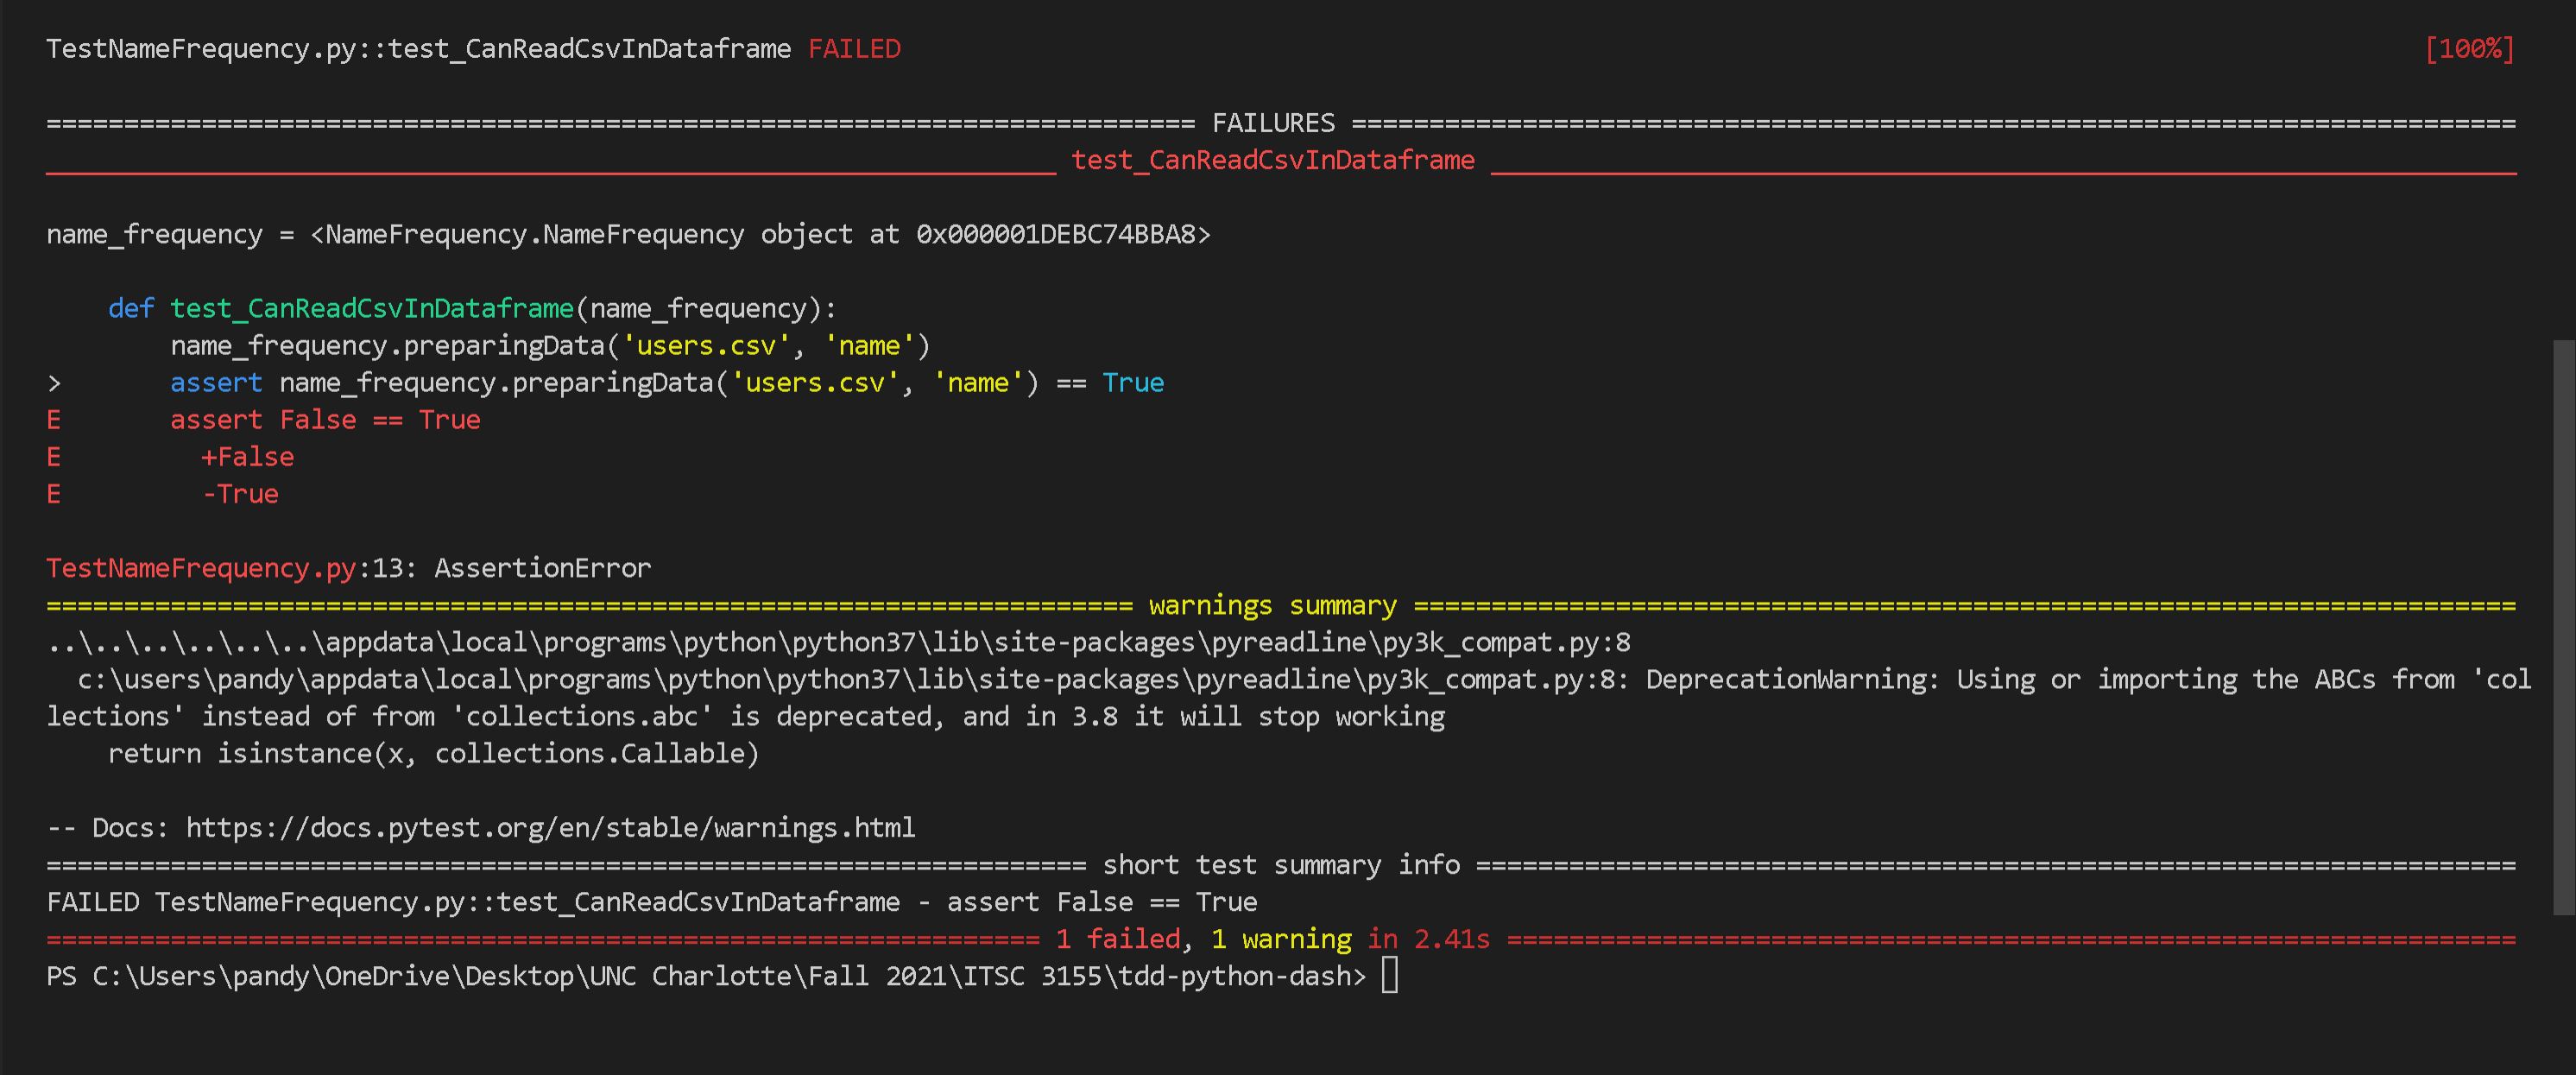 TestNameFrequency.py::test_CanReadCsvInDataframe FAILED [100%]
========================================================================== FAILURES ===========================================================================
_________________________________________________________________ test_CanReadCsvInDataframe __________________________________________________________________
name_frequency = <NameFrequency.NameFrequency object at 0x000001DEBC74BBA8>
    def test_CanReadCsvInDataframe(name_frequency):
        name_frequency.preparingData('users.csv', 'name')
>       assert name_frequency.preparingData('users.csv', 'name') == True
E       assert False == True
E         +False
E         -True
TestNameFrequency.py:13: AssertionError
====================================================================== warnings summary =======================================================================
..\..\..\..\..\..\appdata\local\programs\python\python37\lib\site-packages\pyreadline\py3k_compat.py:8
  c:\users\pandy\appdata\local\programs\python\python37\lib\site-packages\pyreadline\py3k_compat.py:8: DeprecationWarning: Using or importing the ABCs from 'col
lections' instead of from 'collections.abc' is deprecated, and in 3.8 it will stop working
    return isinstance(x, collections.Callable)
-- Docs: https://docs.pytest.org/en/stable/warnings.html
=================================================================== short test summary info ===================================================================
FAILED TestNameFrequency.py::test_CanReadCsvInDataframe - assert False == True
================================================================ 1 failed, 1 warning in 2.41s =================================================================
PS C:\Users\pandy\OneDrive\Desktop\UNC Charlotte\Fall 2021\ITSC 3155\tdd-python-dash>